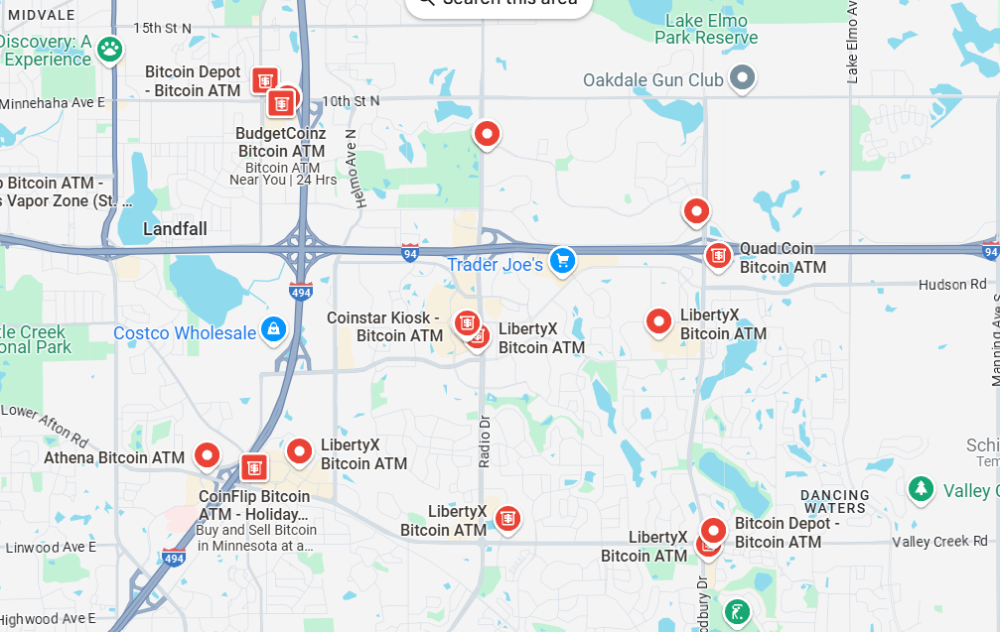 Search this area
MIDVALE
15th St N
Discovery: A
Experience
Minnehaha Ave E
Bitcoin Depot
- Bitcoin ATM
10th St N
Lake Elmo
Park Reserve
Lake Elmo Av
Oakdale Gun Club
BudgetCoinz
Bitcoin ATM
Bitcoin ATM
Near You | 24 Hrs
Helmo Ave N
p Bitcoin ATM -
s Vapor Zone (St. ...
Landfall
94
Trader Joe's
Quad Coin
Bitcoin ATM
94
494
Hudson Rd
Manning Ave S
tle Creek
onal Park
Costco Wholesale
Coinstar Kiosk -
Bitcoin ATM
LibertyX
Bitcoin ATM
LibertyX
Bitcoin ATM
Lower Afton Rd
Radio Dr
Athena Bitcoin ATM
LibertyX
Bitcoin ATM
Schi
Tem
CoinFlip Bitcoin
ATM - Holiday...
Buy and Sell Bitcoin
in Minnesota at a...
DANCING
WATERS
Valley C
LibertyX
Bitcoin ATM
LibertyX
Bitcoin ATM
Bitcoin Depot -
Bitcoin ATM
Linwood Ave E
494
Valley Creek Rd
odbury Dr
Highwood Ave E